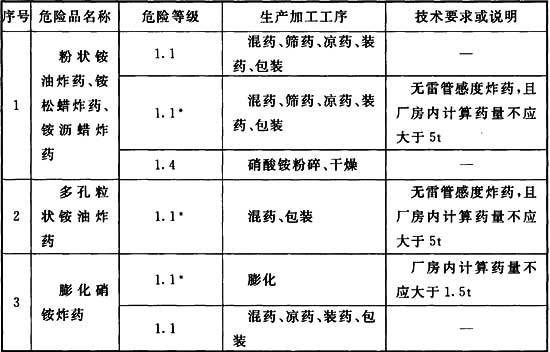 序号 危险品名称 危险等级 生产加工工序 技术要求或说明
1
粉状铵
油炸药、铵
松蜡炸药、
铵沥蜡炸
药
1.1
混药、筛药、凉药、装
药、包装
—
1.1*
混药、筛药、凉药、装
药、包装
无雷管感度炸药,且
厂房内计算药量不应
大于5t
1.4
硝酸铵粉碎、干燥
—
2
多孔粒
状铵油炸
药
1.1*
混药、包装
无雷管感度炸药,且
厂房内计算药量不应
大于5t
3
膨化硝
铵炸药
1.1*
膨化
厂房内计算药量不
应大于1.5t
1.1
混药、凉药、装药、包
装
—